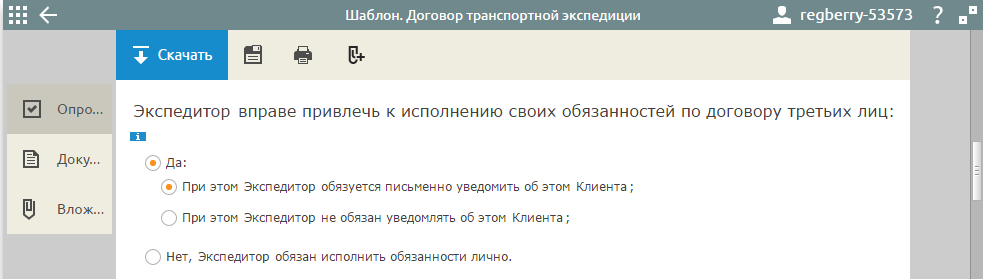 Шаблон. Договор транспортной экспедиции
regberry-53573
?
Скачать
Опро...
Доку...
Влож...
Экспедитор вправе привлечь к исполнению своих обязанностей по договору третьих лиц:
i
Да:
При этом Экспедитор обязуется письменно уведомить об этом Клиента;
При этом Экспедитор не обязан уведомлять об этом Клиента;
Нет, Экспедитор обязан исполнить обязанности лично.